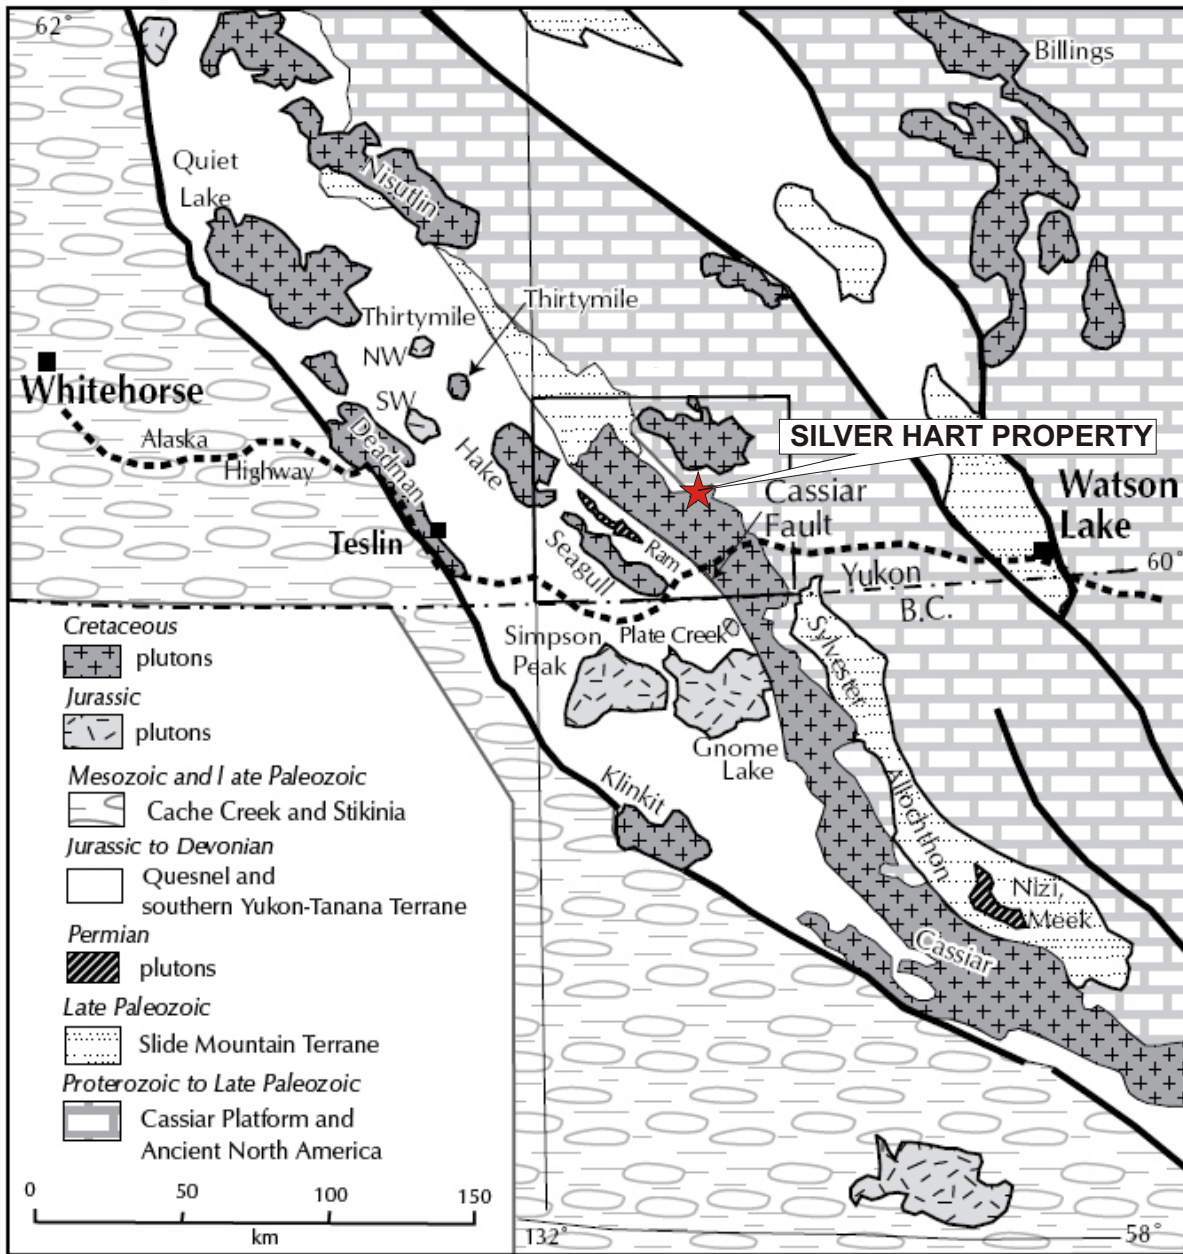 62°
Billings
Quiet
Lake
Nisutlin
Thirtymile
Thirtymile
NW
SW
Whitehorse
Alaska
Highway
Deadman
Hake
SILVER HART PROPERTY
Cassiar
Fault
Watson
Lake
Teslin
Seagull
Ram
Yukon
60°
B.C.
Simpson
Peak
Plate Creek
Sylvester
Allochthon
Gnome
Lake
Klinkit
Nizi,
Meek
Cassiar
Cretaceous
plutons
Jurassic
plutons
Mesozoic and l ate Paleozoic
Cache Creek and Stikinia
Jurassic to Devonian
Quesnel and
southern Yukon-Tanana Terrane
Permian
plutons
Late Paleozoic
Slide Mountain Terrane
Proterozoic to Late Paleozoic
Cassiar Platform and
Ancient North America
0 50 100 150
km
132°
58°